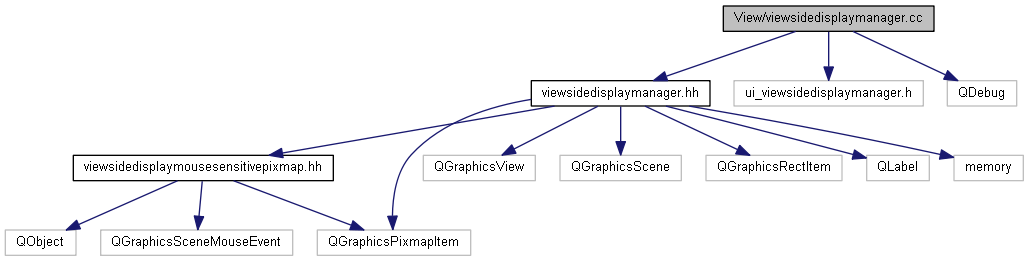 View/viewsidedisplaymanager.cc
viewsidedisplaymanager.hh
ui_viewsidedisplaymanager.h
QDebug
viewsidedisplaymousesensitivepixmap.hh
QGraphicsView
QGraphicsScene
QGraphicsRectItem
QLabel
memory
QObject
QGraphicsSceneMouseEvent
QGraphicsPixmapItem